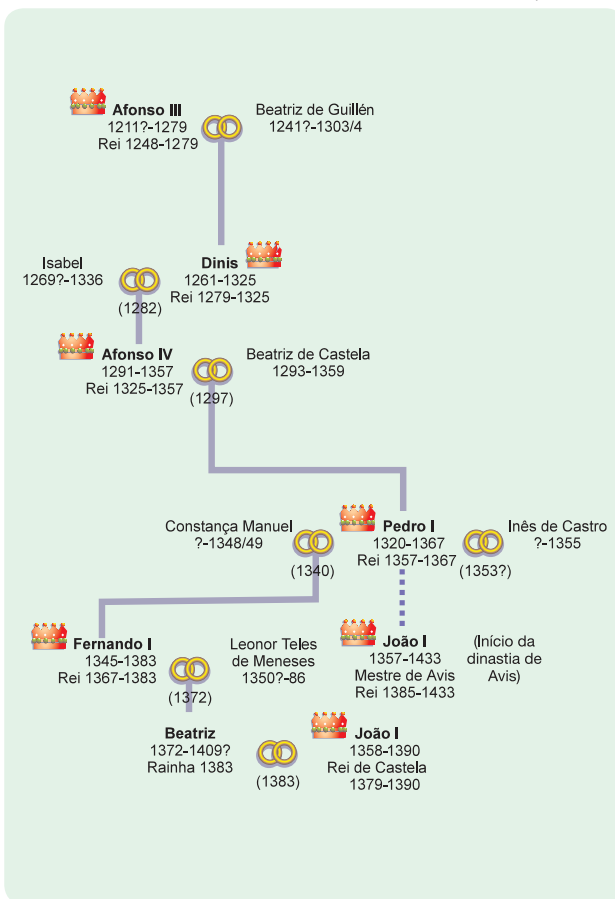 Afonso III
1211?-1279
Rei 1248-1279
Beatriz de Guillén
1241?-1303/4
Isabel
1269?-1336
(1282)
Dinis
1261-1325
Rei 1279-1325
Afonso IV
1291-1357
Rei 1325-1357
(1297)
Beatriz de Castela
1293-1359
Constança Manuel
?-1348/49
(1340)
Pedro I
1320-1367
Rei 1357-1367
(1353?)
Inês de Castro
?-1355
Fernando I
1345-1383
Rei 1367-1383
(1372)
Leonor Teles
de Meneses
1350?-86
João I
1357-1433
Mestre de Avis
Rei 1385-1433
(Início da
dinastia de
Avis)
Beatriz
1372-1409?
Rainha 1383
(1383)
João I
1358-1390
Rei de Castela
1379-1390